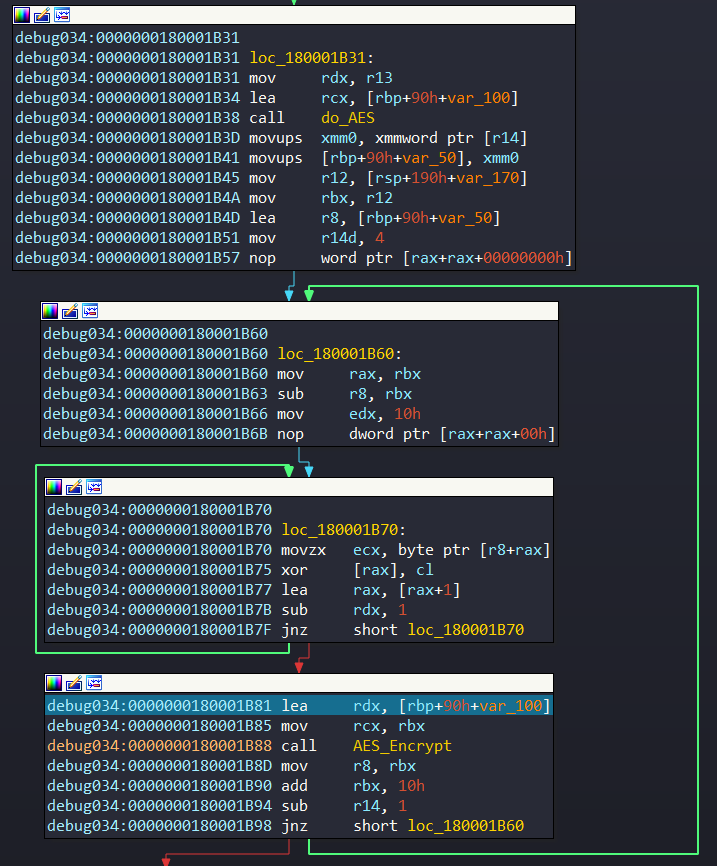 debug034:0000000180001B31
debug034:0000000180001B31 loc_180001B31:
debug034:0000000180001B31 mov rdx, r13
debug034:0000000180001B34 lea rcx, [rbp+90h+var_100]
debug034:0000000180001B38 call do_AES
debug034:0000000180001B3D movups xmm0, xmmword ptr [r14]
debug034:0000000180001B41 movups [rbp+90h+var_50], xmm0
debug034:0000000180001B45 mov r12, [rsp+190h+var_170]
debug034:0000000180001B4A mov rbx, r12
debug034:0000000180001B4D lea r8, [rbp+90h+var_50]
debug034:0000000180001B51 mov r14d, 4
debug034:0000000180001B57 nop word ptr [rax+rax+00000000h]
debug034:0000000180001B60
debug034:0000000180001B60 loc_180001B60:
debug034:0000000180001B60 mov rax, rbx
debug034:0000000180001B63 sub r8, rbx
debug034:0000000180001B66 mov edx, 10h
debug034:0000000180001B6B nop dword ptr [rax+rax+00h]
debug034:0000000180001B70
debug034:0000000180001B70 loc_180001B70:
debug034:0000000180001B70 movzx ecx, byte ptr [r8+rax]
debug034:0000000180001B75 xor [rax], cl
debug034:0000000180001B77 lea rax, [rax+1]
debug034:0000000180001B7B sub rdx, 1
debug034:0000000180001B7F jnz short loc_180001B70
debug034:0000000180001B81 lea rdx, [rbp+90h+var_100]
debug034:0000000180001B85 mov rcx, rbx
debug034:0000000180001B88 call AES_Encrypt
debug034:0000000180001B8D mov r8, rbx
debug034:0000000180001B90 add rbx, 10h
debug034:0000000180001B94 sub r14, 1
debug034:0000000180001B98 jnz short loc_180001B60